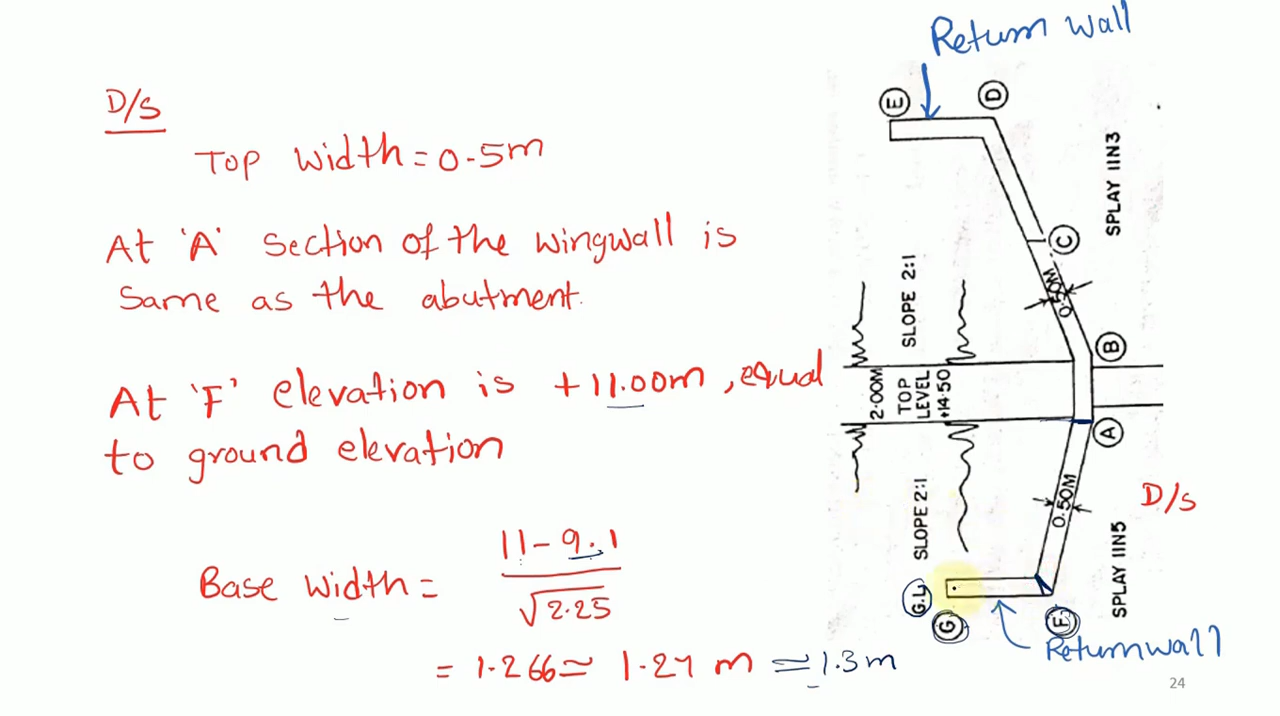 Return wall
D/S
Top width = 0.5m
At 'A' section of the wingwall is
same as the abutment.
At 'F' elevation is +11.00m, equal
to ground elevation
Base width = 11 - 9.1
√2.25
= 1.266 ≃ 1.27 m ≃ 1.3m
E
D
SPLAY 1IN3
C
0.50M
SLOPE 2:1
B
2.00M
TOP
LEVEL
+14.50
A
D/S
0.50M
SLOPE 2:1
SPLAY 1IN5
G.L
G
F
Return wall
24